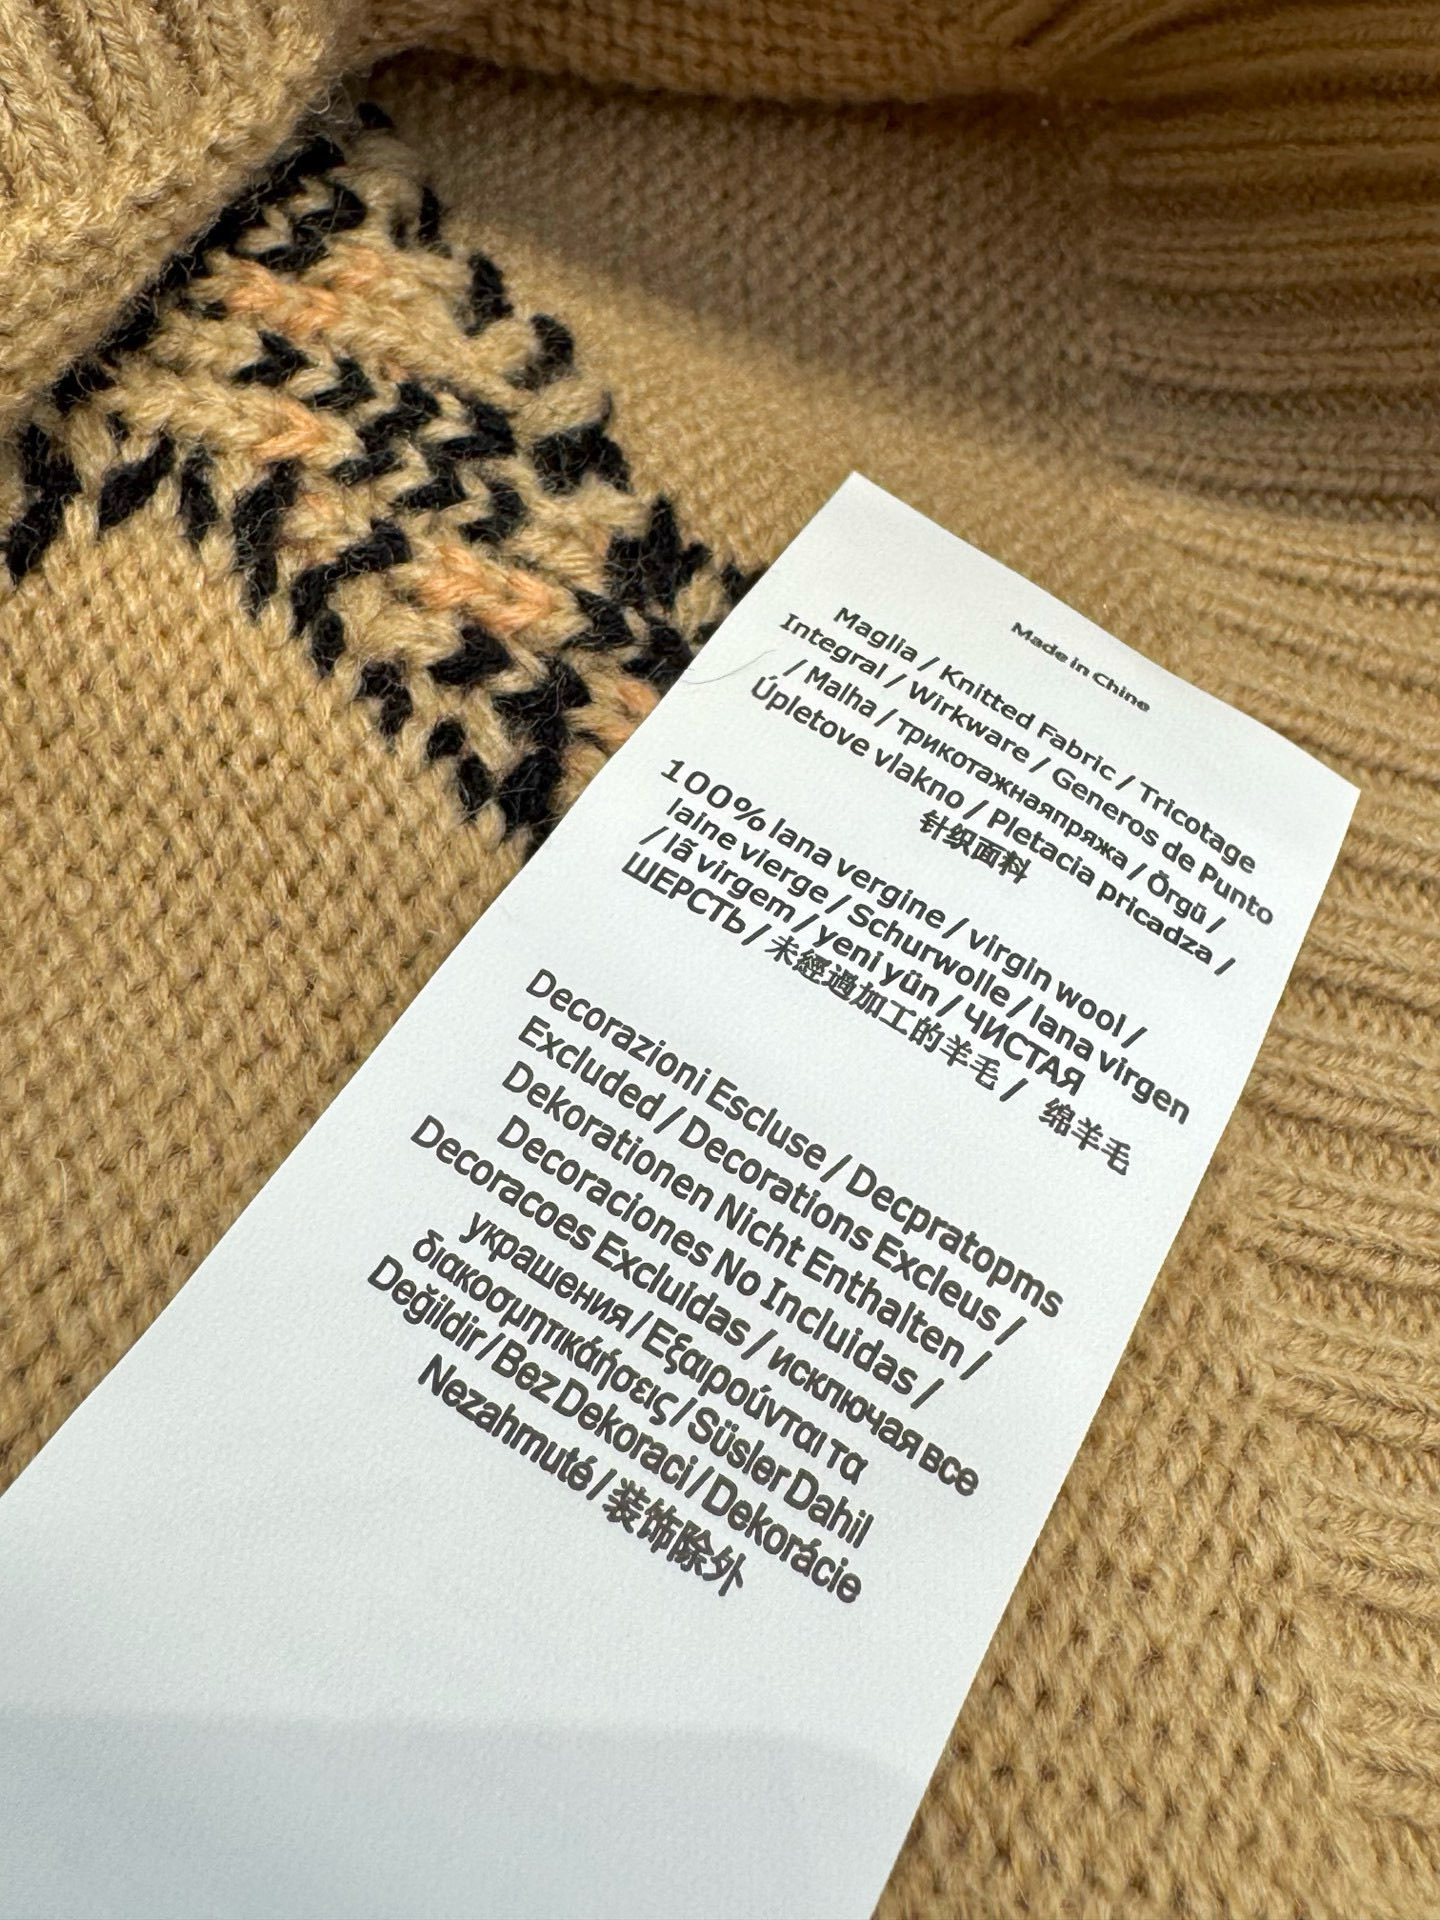 Made in Chine
Maglia / Knitted Fabric / Tricotage
Integral / Wirkware / Generos de Punto
/ Malha / трикотажнаяпряжа / Örgü /
Úpletove vlakno / Pletacia pricadza /
针织面料
100% lana vergine / virgin wool /
laine vierge / Schurwolle / lana virgen
/ lã virgem / yeni yün / ЧИСТАЯ
ШЕРСТЬ / 未經過加工的羊毛 / 绵羊毛
Decorazioni Escluse / Decpratopms
Excluded / Decorations Excleus /
Dekorationen Nicht Enthalten /
Decoraciones No Incluidas /
Decoracoes Excluidas / исключая все
украшения / Εξαιρούνται τα
διακοσμητικάήσεις / Süsler Dahil
Değildir / Bez Dekoraci / Dekorácie
Nezahmuté / 装饰除外